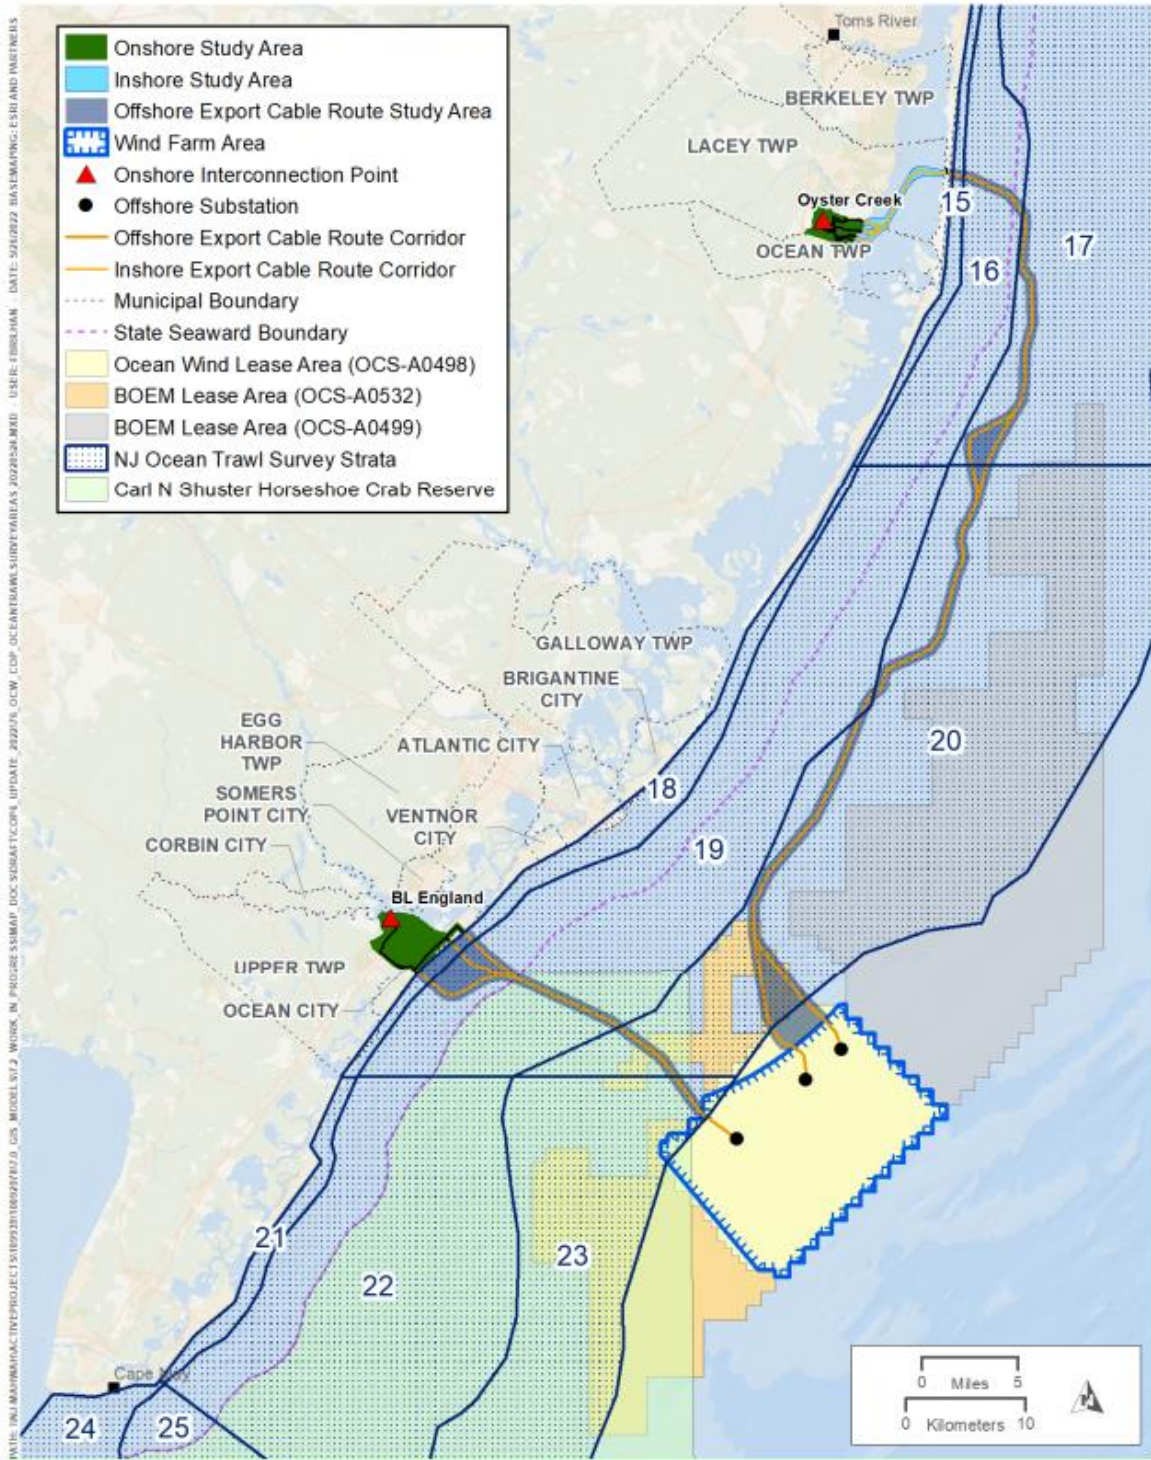 Onshore Study Area
Inshore Study Area
Offshore Export Cable Route Study Area
Wind Farm Area
Onshore Interconnection Point
Offshore Substation
Offshore Export Cable Route Corridor
Inshore Export Cable Route Corridor
Municipal Boundary
State Seaward Boundary
Ocean Wind Lease Area (OCS-A0498)
BOEM Lease Area (OCS-A0532)
BOEM Lease Area (OCS-A0499)
NJ Ocean Trawl Survey Strata
Carl N Shuster Horseshoe Crab Reserve
Toms River
BERKELEY TWP
LACEY TWP
Oyster Creek
15
OCEAN TWP
17
16
GALLOWAY TWP
BRIGANTINE
CITY
EGG
HARBOR
TWP
ATLANTIC CITY
20
SOMERS
POINT CITY
18
VENTNOR
CITY
CORBIN CITY
19
BL England
UPPER TWP
OCEAN CITY
21
23
22
Cape May
24
25
0 Miles 5
0 Kilometers 10
N